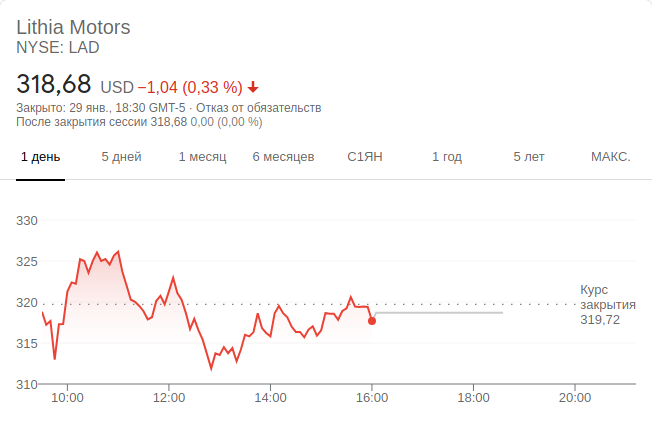 Lithia Motors
NYSE: LAD
318,68 USD −1,04 (0,33 %)
Закрыто: 29 янв., 18:30 GMT-5 · Отказ от обязательств
После закрытия сессии 318,68 0,00 (0,00 %)
1 день 5 дней 1 месяц 6 месяцев С1ЯН 1 год 5 лет МАКС.
330
325
320
315
310
Курс
закрытия
319,72
10:00 12:00 14:00 16:00 18:00 20:00